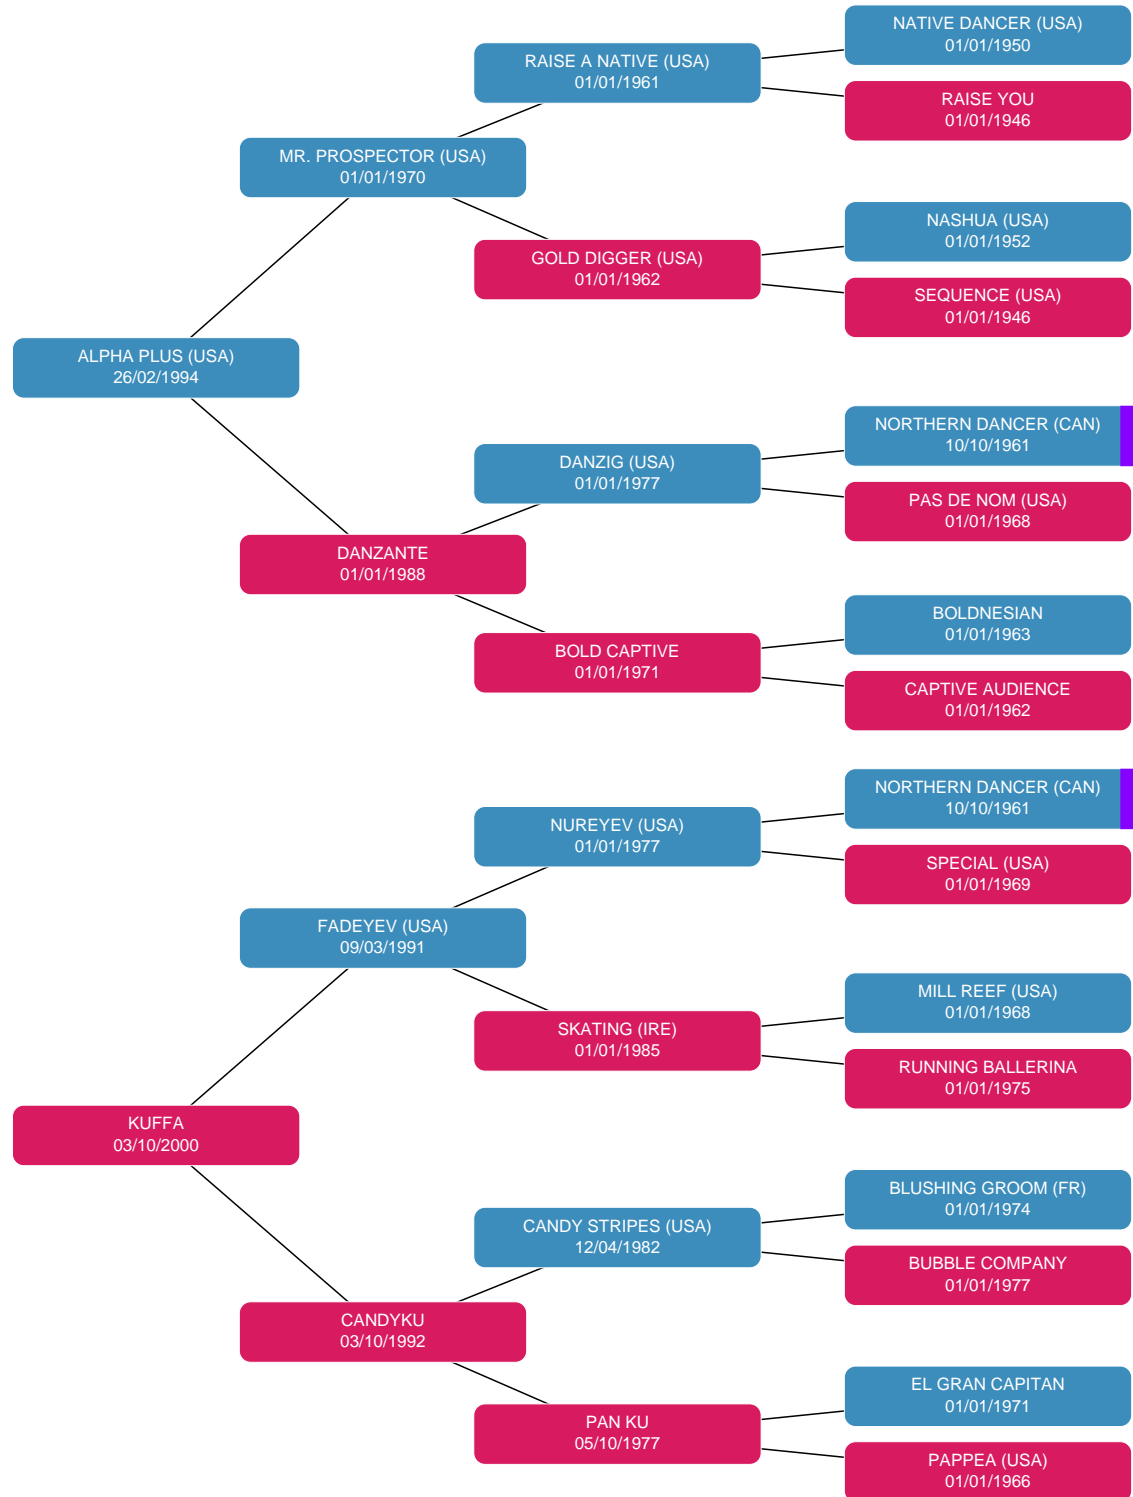 NATIVE DANCER (USA)
01/01/1950
RAISE A NATIVE (USA)
01/01/1961
RAISE YOU
01/01/1946
MR. PROSPECTOR (USA)
01/01/1970
NASHUA (USA)
01/01/1952
GOLD DIGGER (USA)
01/01/1962
SEQUENCE (USA)
01/01/1946
ALPHA PLUS (USA)
26/02/1994
NORTHERN DANCER (CAN)
10/10/1961
DANZIG (USA)
01/01/1977
PAS DE NOM (USA)
01/01/1968
DANZANTE
01/01/1988
BOLDNESIAN
01/01/1963
BOLD CAPTIVE
01/01/1971
CAPTIVE AUDIENCE
01/01/1962
NORTHERN DANCER (CAN)
10/10/1961
NUREYEV (USA)
01/01/1977
SPECIAL (USA)
01/01/1969
FADEYEV (USA)
09/03/1991
MILL REEF (USA)
01/01/1968
SKATING (IRE)
01/01/1985
RUNNING BALLERINA
01/01/1975
KUFFA
03/10/2000
BLUSHING GROOM (FR)
01/01/1974
CANDY STRIPES (USA)
12/04/1982
BUBBLE COMPANY
01/01/1977
CANDYKU
03/10/1992
EL GRAN CAPITAN
01/01/1971
PAN KU
05/10/1977
PAPPEA (USA)
01/01/1966